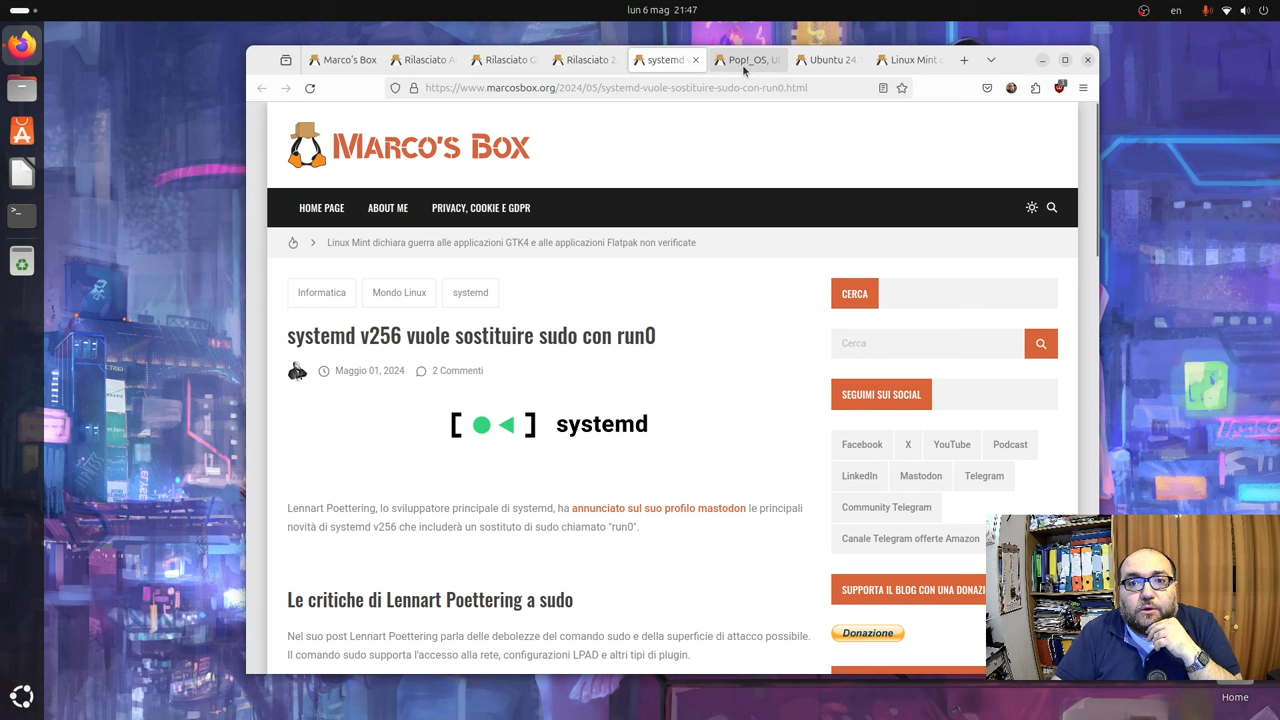 lun 6 mag 21:47
en
Marco's Box
Rilasciato
Rilasciato
Rilasciato 2
systemd
Pop!_OS, U
Ubuntu 24.
Linux Mint
https://www.marcosbox.org/2024/05/systemd-vuole-sostituire-sudo-con-run0.html
MARCO'S BOX
HOME PAGE ABOUT ME PRIVACY, COOKIE E GDPR
Linux Mint dichiara guerra alle applicazioni GTK4 e alle applicazioni Flatpak non verificate
Informatica Mondo Linux systemd
systemd v256 vuole sostituire sudo con run0
Maggio 01, 2024 2 Commenti
[ ] systemd
Lennart Poettering, lo sviluppatore principale di systemd, ha annunciato sul suo profilo mastodon le principali
novità di systemd v256 che includerà un sostituto di sudo chiamato "run0".
Le critiche di Lennart Poettering a sudo
Nel suo post Lennart Poettering parla delle debolezze del comando sudo e della superficie di attacco possibile.
Il comando sudo supporta l'accesso alla rete, configurazioni LPAD e altri tipi di plugin.
CERCA
Cerca
SEGUIMI SUI SOCIAL
Facebook X YouTube Podcast
LinkedIn Mastodon Telegram
Community Telegram
Canale Telegram offerte Amazon
SUPPORTA IL BLOG CON UNA DONAZI
Donazione
Home